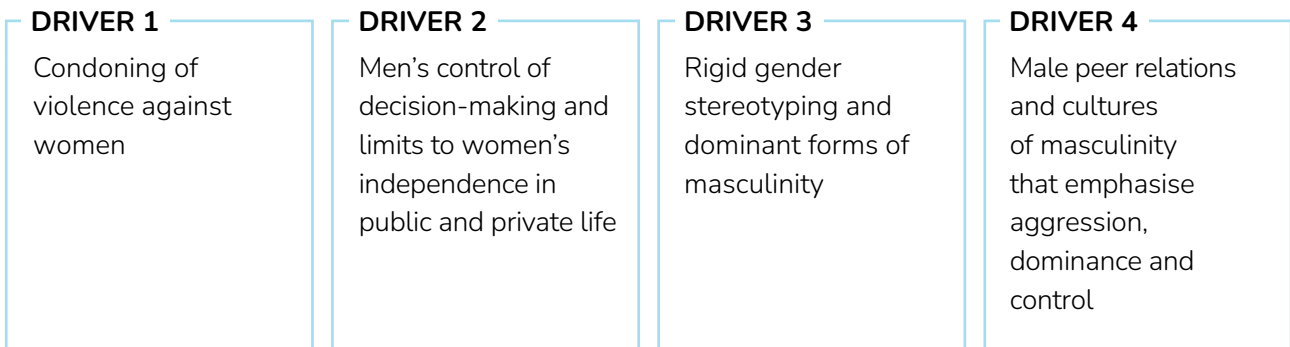 DRIVER 1
Condoning of
violence against
women
DRIVER 2
Men’s control of
decision-making and
limits to women’s
independence in
public and private life
DRIVER 3
Rigid gender
stereotyping and
dominant forms of
masculinity
DRIVER 4
Male peer relations
and cultures
of masculinity
that emphasise
aggression,
dominance and
control